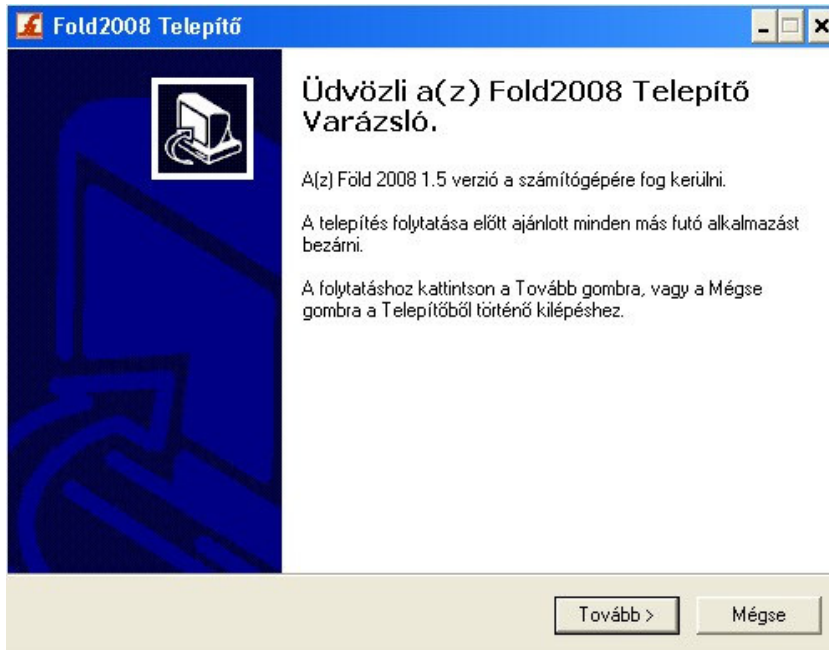 Fold2008 Telepítő
Üdvözli a(z) Fold2008 Telepítő
Varázsló.
A(z) Föld 2008 1.5 verzió a számítógépére fog kerülni.
A telepítés folytatása előtt ajánlott minden más futó alkalmazást
bezárni.
A folytatáshoz kattintson a Tovább gombra, vagy a Mégse
gombra a Telepítőből történő kilépéshez.
Tovább >
Mégse